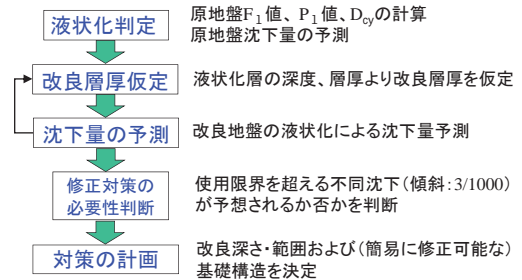 液状化判定
原地盤F₁値、P₁値、Dcyの計算
原地盤沈下量の予測
改良層厚仮定
液状化層の深度、層厚より改良層厚を仮定
沈下量の予測
改良地盤の液状化による沈下量予測
修正対策の
必要性判断
使用限界を超える不同沈下(傾斜:3/1000)
が予想されるか否かを判断
対策の計画
改良深さ・範囲および(簡易に修正可能な)
基礎構造を決定